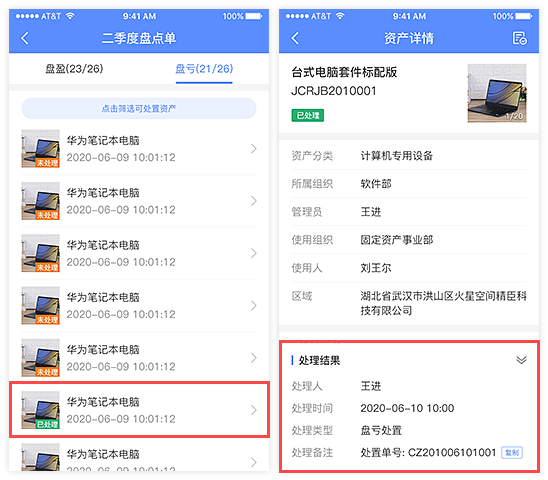 AT&T 9:41 AM 100%
二季度盘点单
盘盈(23/26) 盘亏(21/26)
点击筛选可处置资产
华为笔记本电脑
2020-06-09 10:01:12
未处理
华为笔记本电脑
2020-06-09 10:01:12
未处理
华为笔记本电脑
2020-06-09 10:01:12
未处理
华为笔记本电脑
2020-06-09 10:01:12
未处理
华为笔记本电脑
2020-06-09 10:01:12
未处理
华为笔记本电脑
2020-06-09 10:01:12
已处理
华为笔记本电脑
2020-06-09 10:01:12
AT&T 9:41 AM 100%
资产详情
台式电脑套件标配版
JCRJB2010001
已处理
1/20
资产分类 计算机专用设备
所属组织 软件部
管理员 王进
使用组织 固定资产事业部
使用人 刘王尔
区域 湖北省武汉市洪山区火星空间精臣科
技有限公司
处理结果
处理人 王进
处理时间 2020-06-10 10:00
处理类型 盘亏处置
处理备注 处置单号: CZ201006101001 复制